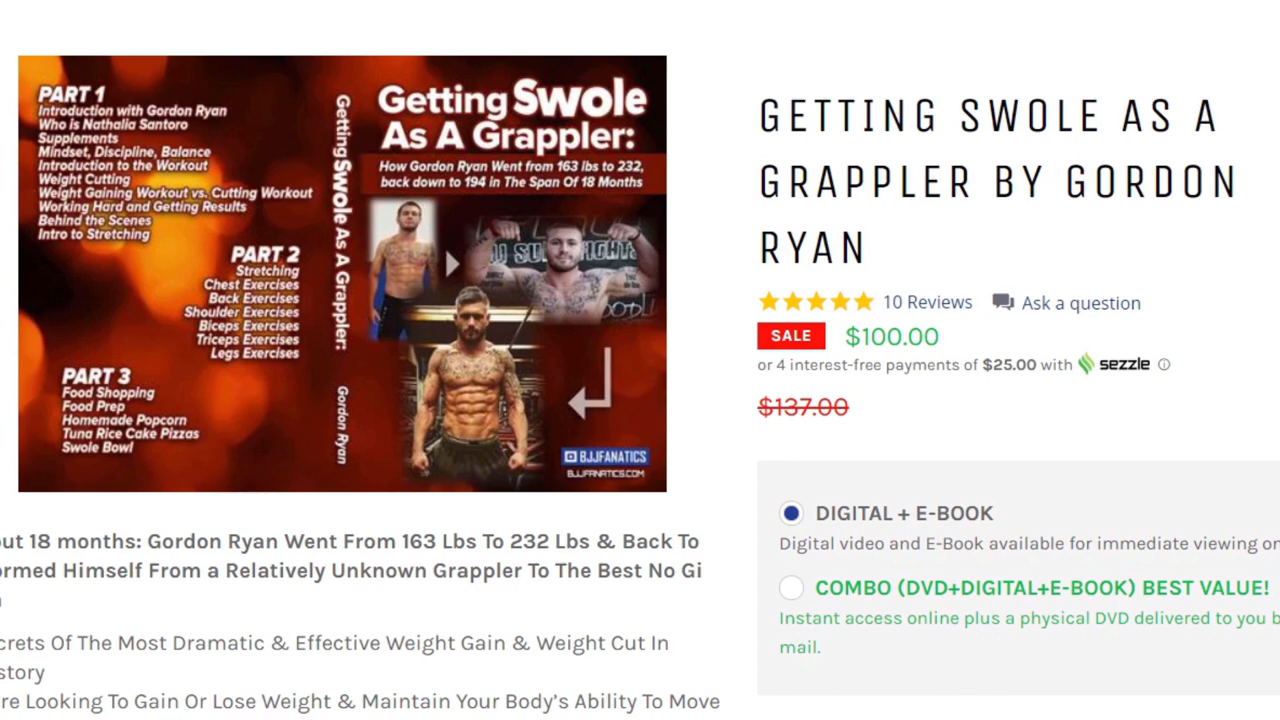 PART 1
Introduction with Gordon Ryan
Who is Nathalia Santoro
Supplements
Mindset, Discipline, Balance
Introduction to the Workout
Weight Cutting
Weight Gaining Workout vs. Cutting Workout
Working Hard and Getting Results
Behind the Scenes
Intro to Stretching
PART 2
Stretching
Chest Exercises
Back Exercises
Shoulder Exercises
Biceps Exercises
Triceps Exercises
Legs Exercises
PART 3
Food Shopping
Food Prep
Homemade Popcorn
Tuna Rice Cake Pizzas
Swole Bowl
Getting Swole As A Grappler:
Gordon Ryan
Getting Swole
As A Grappler:
How Gordon Ryan Went from 163 lbs to 232,
back down to 194 in The Span Of 18 Months
BJJFANATICS
BJJFANATICS.COM
out 18 months: Gordon Ryan Went From 163 Lbs To 232 Lbs & Back To
ormed Himself From a Relatively Unknown Grappler To The Best No Gi
crets Of The Most Dramatic & Effective Weight Gain & Weight Cut In
story
re Looking To Gain Or Lose Weight & Maintain Your Body’s Ability To Move
GETTING SWOLE AS A
GRAPPLER BY GORDON
RYAN
10 Reviews Ask a question
SALE $100.00
or 4 interest-free payments of $25.00 with sezzle
$137.00
DIGITAL + E-BOOK
Digital video and E-Book available for immediate viewing on
COMBO (DVD+DIGITAL+E-BOOK) BEST VALUE!
Instant access online plus a physical DVD delivered to you b
mail.